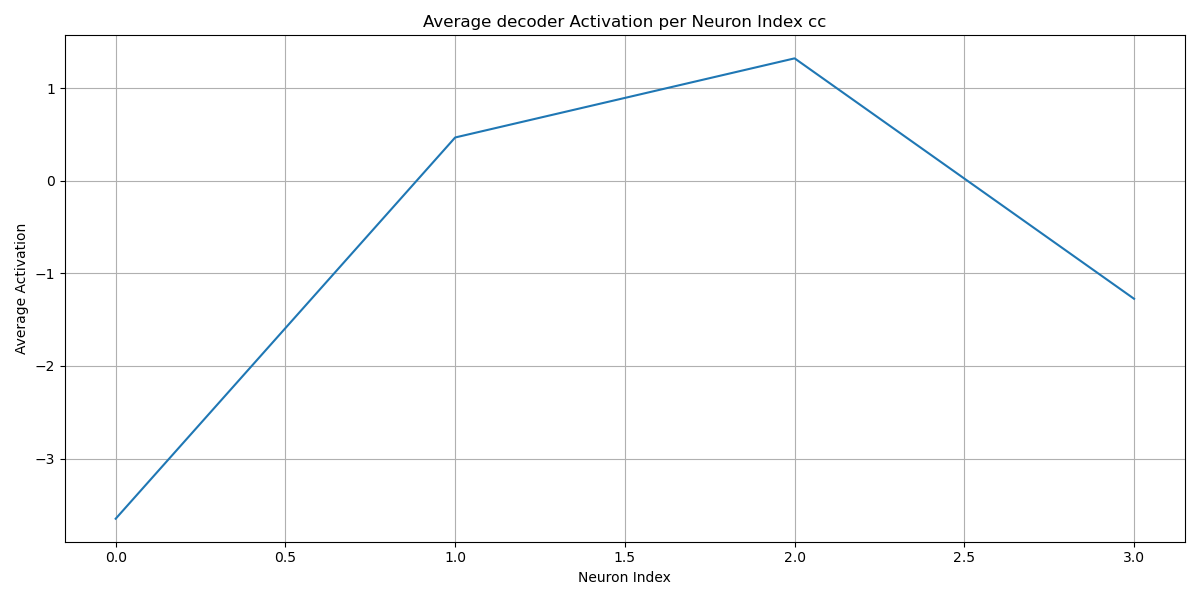 Average decoder Activation per Neuron Index cc
Average Activation
1
0
−1
−2
−3
0.0 0.5 1.0 1.5 2.0 2.5 3.0
Neuron Index